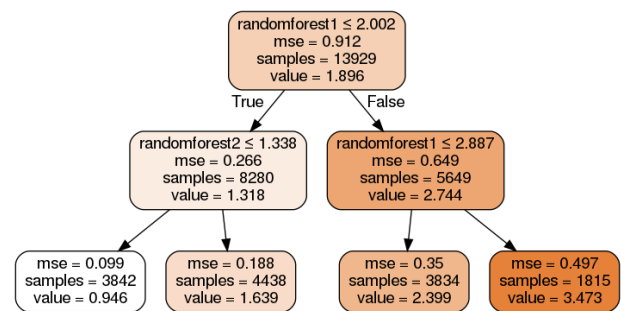 randomforest1 ≤ 2.002
mse = 0.912
samples = 13929
value = 1.896
True
False
randomforest2 ≤ 1.338
mse = 0.266
samples = 8280
value = 1.318
randomforest1 ≤ 2.887
mse = 0.649
samples = 5649
value = 2.744
mse = 0.099
samples = 3842
value = 0.946
mse = 0.188
samples = 4438
value = 1.639
mse = 0.35
samples = 3834
value = 2.399
mse = 0.497
samples = 1815
value = 3.473